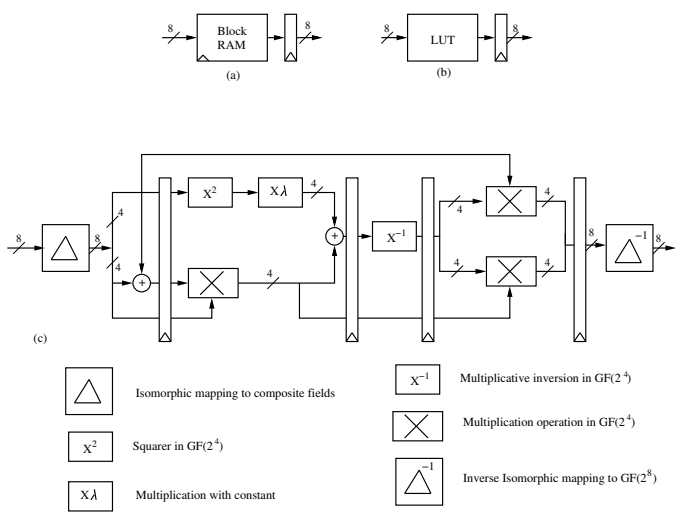 8
Block
RAM
8
(a)
8
LUT
8
(b)
8
8
4
4
X²
Xλ
4
+
+
4
X⁻¹
4
4
4
4
8
-1
8
(c)
Isomorphic mapping to composite fields
X²
Squarer in GF(2⁴)
Xλ
Multiplication with constant
X⁻¹
Multiplicative inversion in GF(2⁴)
Multiplication operation in GF(2⁴)
-1
Inverse Isomorphic mapping to GF(2⁸)